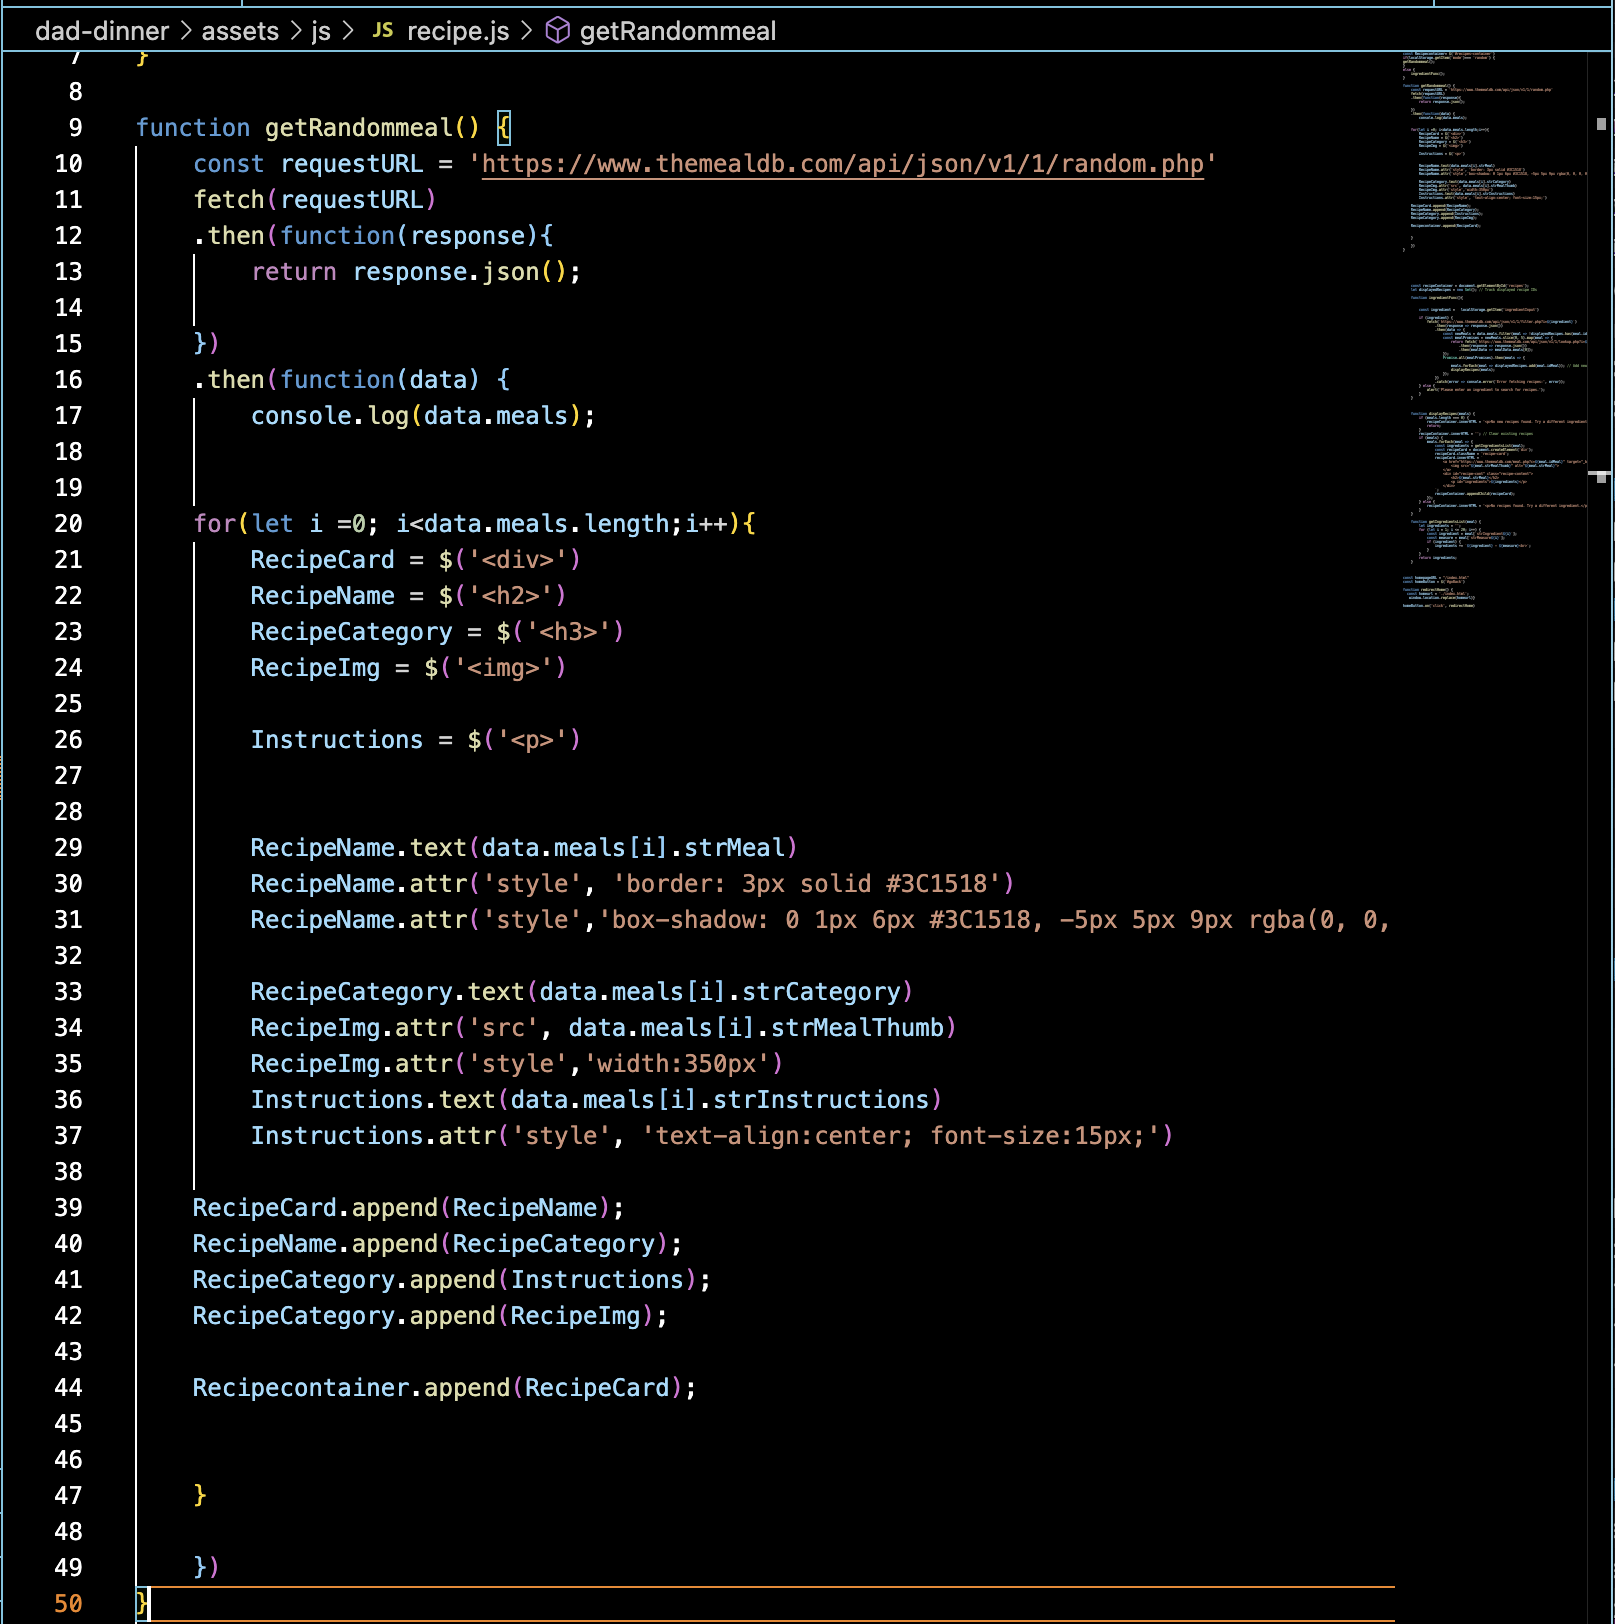 dad-dinner > assets > js > JS recipe.js > getRandommeal
7 }
8
9 function getRandommeal() {
10 const requestURL = 'https://www.themealdb.com/api/json/v1/1/random.php'
11 fetch(requestURL)
12 .then(function(response){
13 return response.json();
14
15 })
16 .then(function(data) {
17 console.log(data.meals);
18
19
20 for(let i =0; i<data.meals.length;i++){
21 RecipeCard = $('<div>')
22 RecipeName = $('<h2>')
23 RecipeCategory = $('<h3>')
24 RecipeImg = $('<img>')
25
26 Instructions = $('<p>')
27
28
29 RecipeName.text(data.meals[i].strMeal)
30 RecipeName.attr('style', 'border: 3px solid #3C1518')
31 RecipeName.attr('style','box-shadow: 0 1px 6px #3C1518, -5px 5px 9px rgba(0, 0,
32
33 RecipeCategory.text(data.meals[i].strCategory)
34 RecipeImg.attr('src', data.meals[i].strMealThumb)
35 RecipeImg.attr('style','width:350px')
36 Instructions.text(data.meals[i].strInstructions)
37 Instructions.attr('style', 'text-align:center; font-size:15px;')
38
39 RecipeCard.append(RecipeName);
40 RecipeName.append(RecipeCategory);
41 RecipeCategory.append(Instructions);
42 RecipeCategory.append(RecipeImg);
43
44 Recipecontainer.append(RecipeCard);
45
46
47 }
48
49 })
50 }